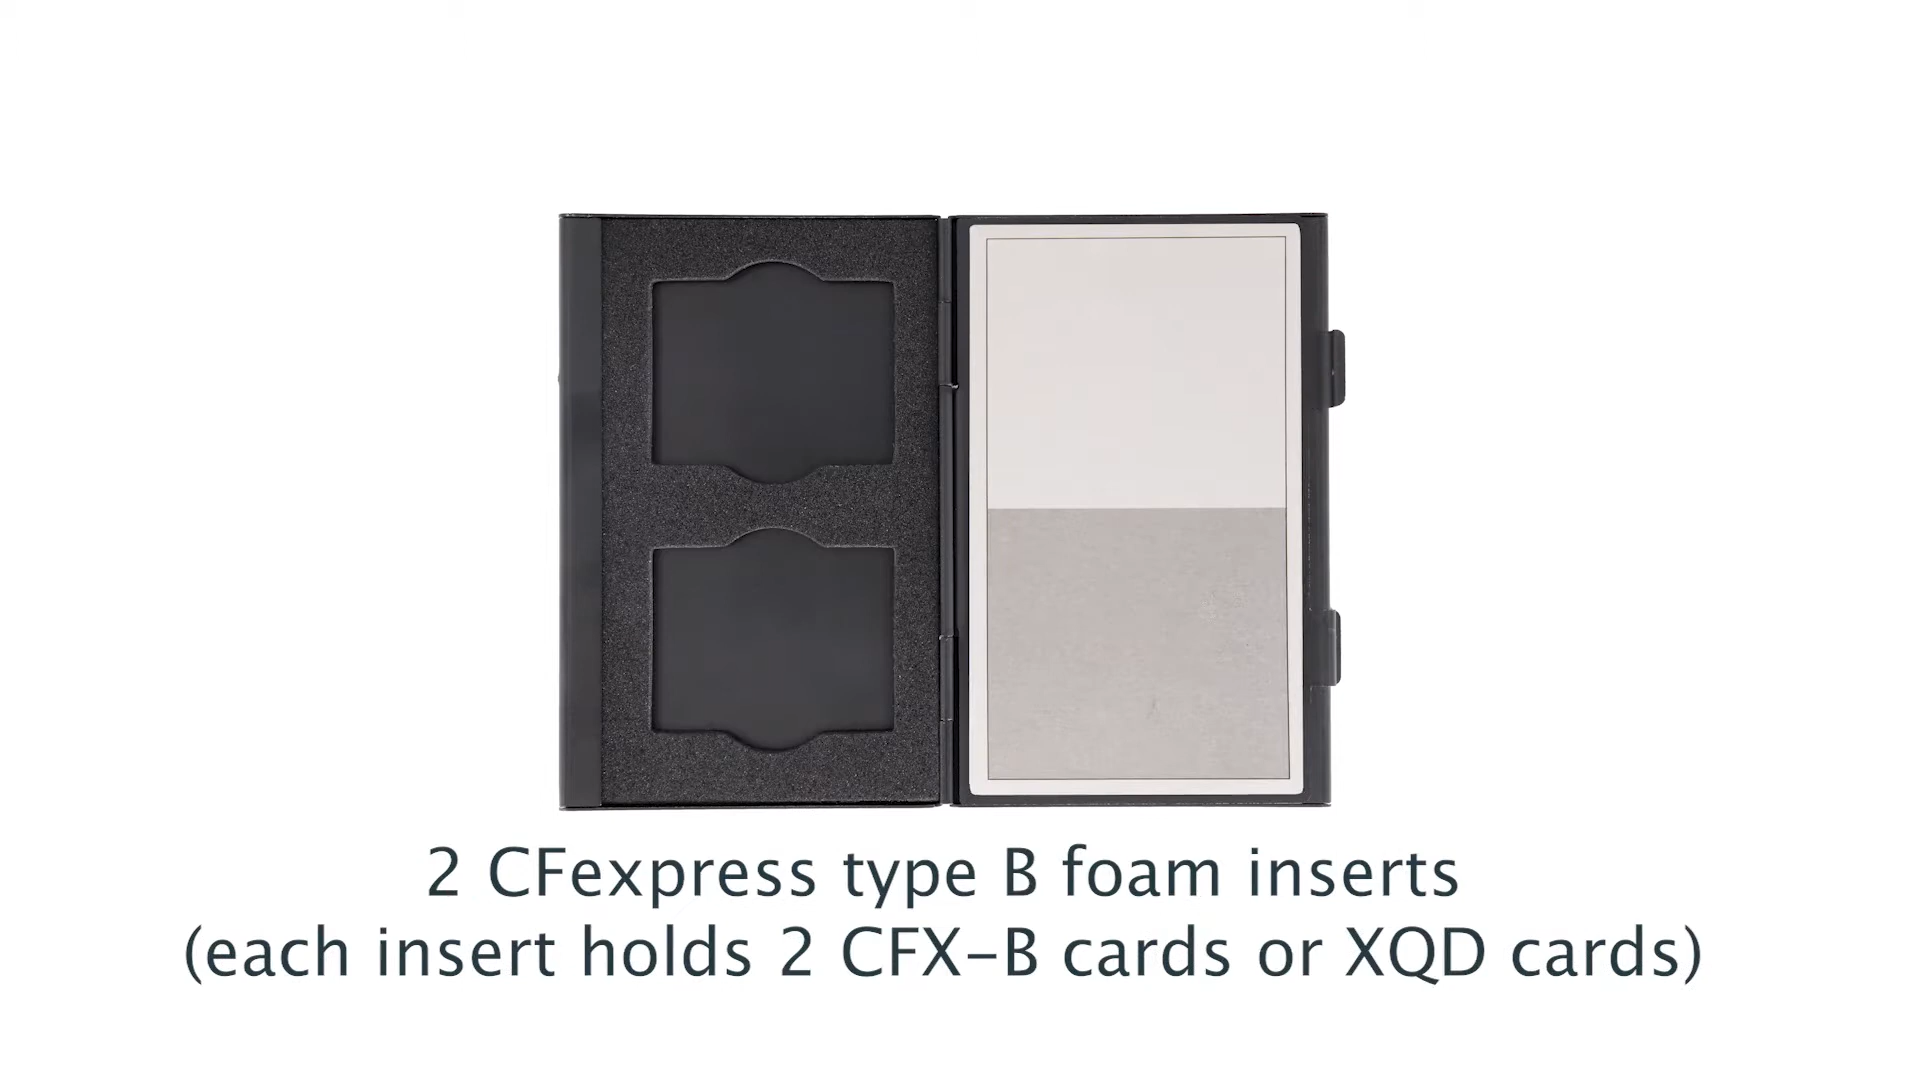 2 CFexpress type B foam inserts
(each insert holds 2 CFX-B cards or XQD cards)